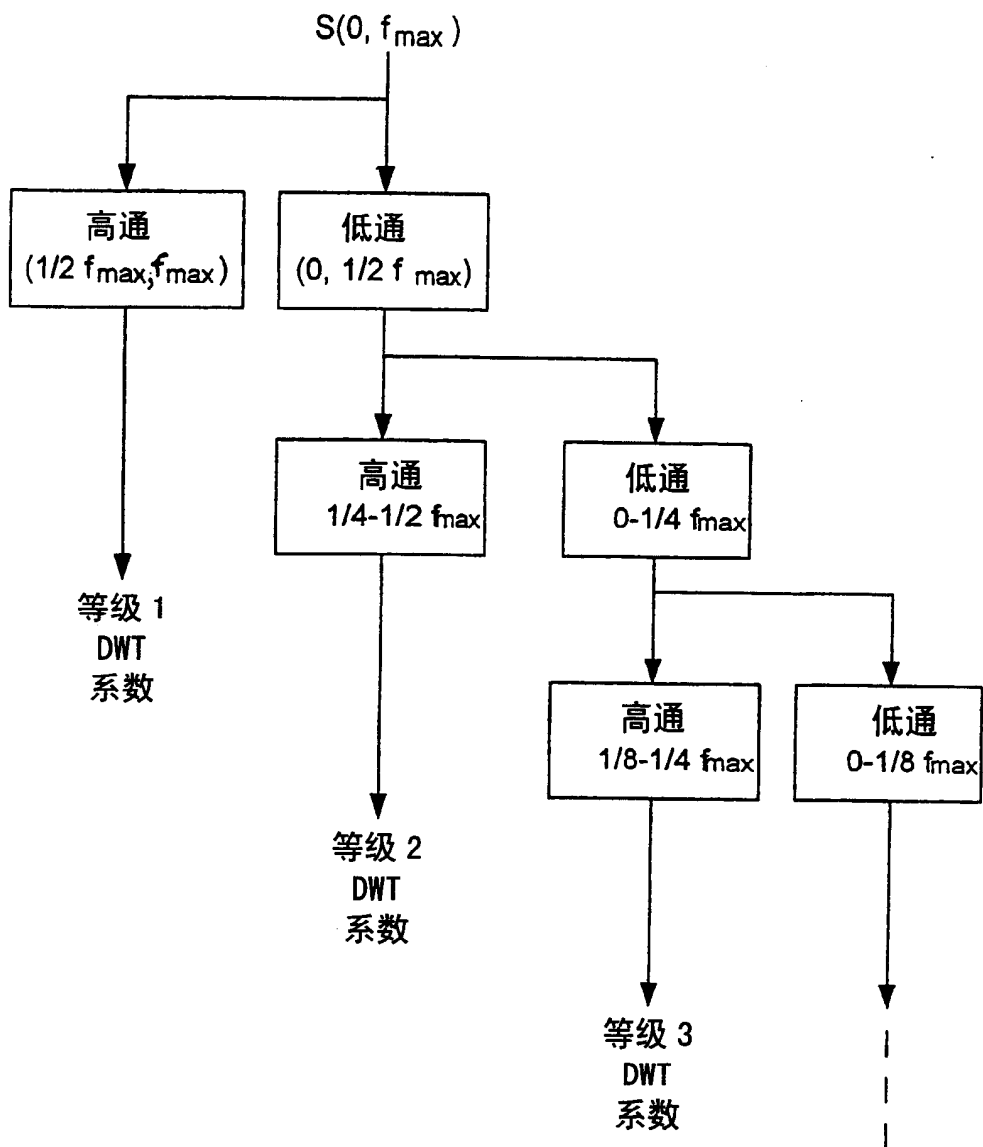 S(0, fmax)
高通
(1/2 fmax, fmax)
低通
(0, 1/2 f max)
高通
1/4-1/2 fmax
低通
0-1/4 fmax
等级 1
DWT
系数
高通
1/8-1/4 fmax
低通
0-1/8 fmax
等级 2
DWT
系数
等级 3
DWT
系数